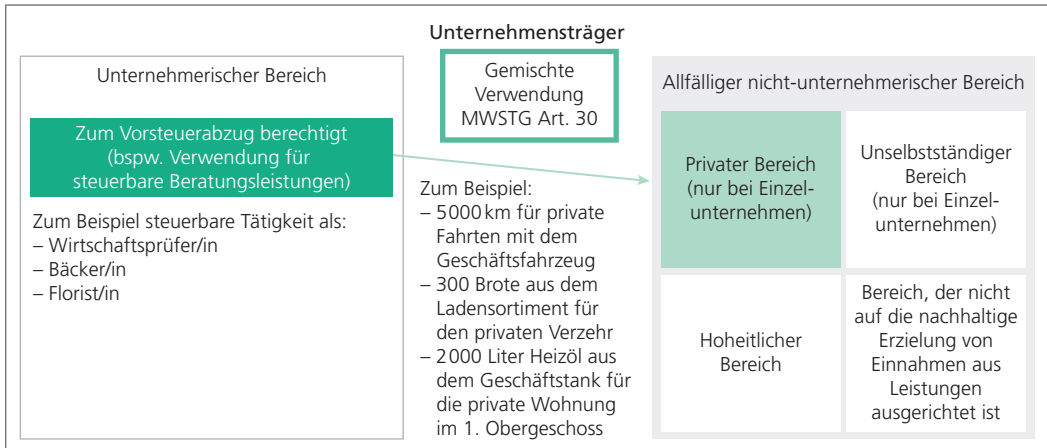 Unternehmensträger
Unternehmerischer Bereich
Zum Vorsteuerabzug berechtigt
(bspw. Verwendung für
steuerbare Beratungsleistungen)
Zum Beispiel steuerbare Tätigkeit als:
– Wirtschaftsprüfer/in
– Bäcker/in
– Florist/in
Gemischte
Verwendung
MWSTG Art. 30
Zum Beispiel:
– 5000 km für private
Fahrten mit dem
Geschäftsfahrzeug
– 300 Brote aus dem
Ladensortiment für
den privaten Verzehr
– 2000 Liter Heizöl aus
dem Geschäftstank für
die private Wohnung
im 1. Obergeschoss
Allfälliger nicht-unternehmerischer Bereich
Privater Bereich
(nur bei Einzel-
unternehmen)
Unselbstständiger
Bereich
(nur bei Einzel-
unternehmen)
Hoheitlicher
Bereich
Bereich, der nicht
auf die nachhaltige
Erzielung von
Einnahmen aus
Leistungen
ausgerichtet ist